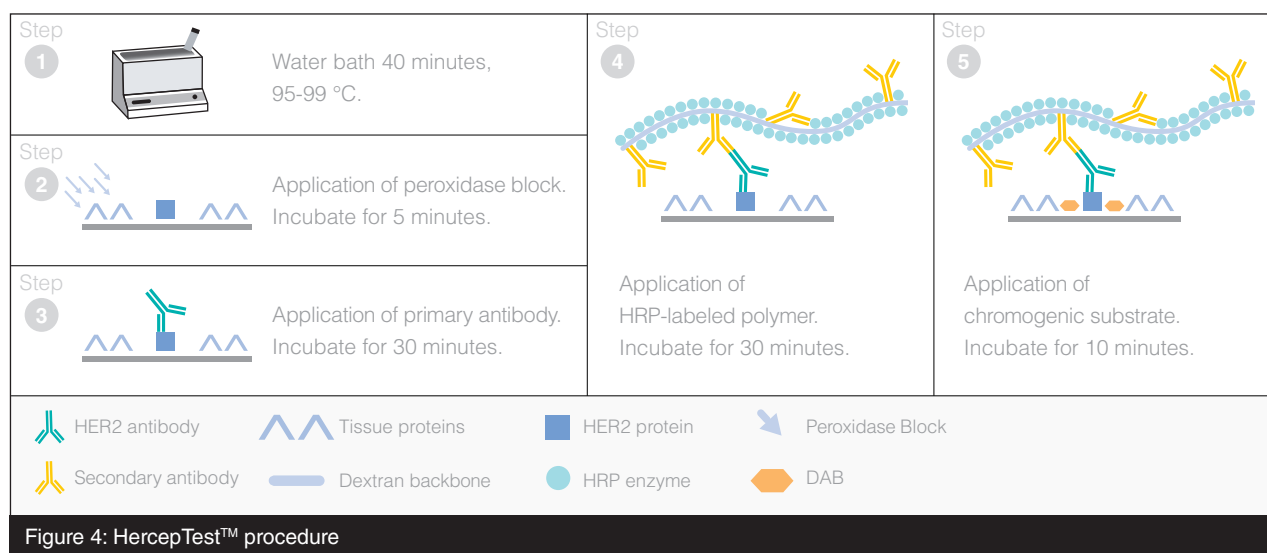 Step
1
Water bath 40 minutes,
95-99 °C.
Step
2
Application of peroxidase block.
Incubate for 5 minutes.
Step
3
Application of primary antibody.
Incubate for 30 minutes.
Step
4
Application of
HRP-labeled polymer.
Incubate for 30 minutes.
Step
5
Application of
chromogenic substrate.
Incubate for 10 minutes.
HER2 antibody
Tissue proteins
HER2 protein
Peroxidase Block
Secondary antibody
Dextran backbone
HRP enzyme
DAB
Figure 4: HercepTest™ procedure